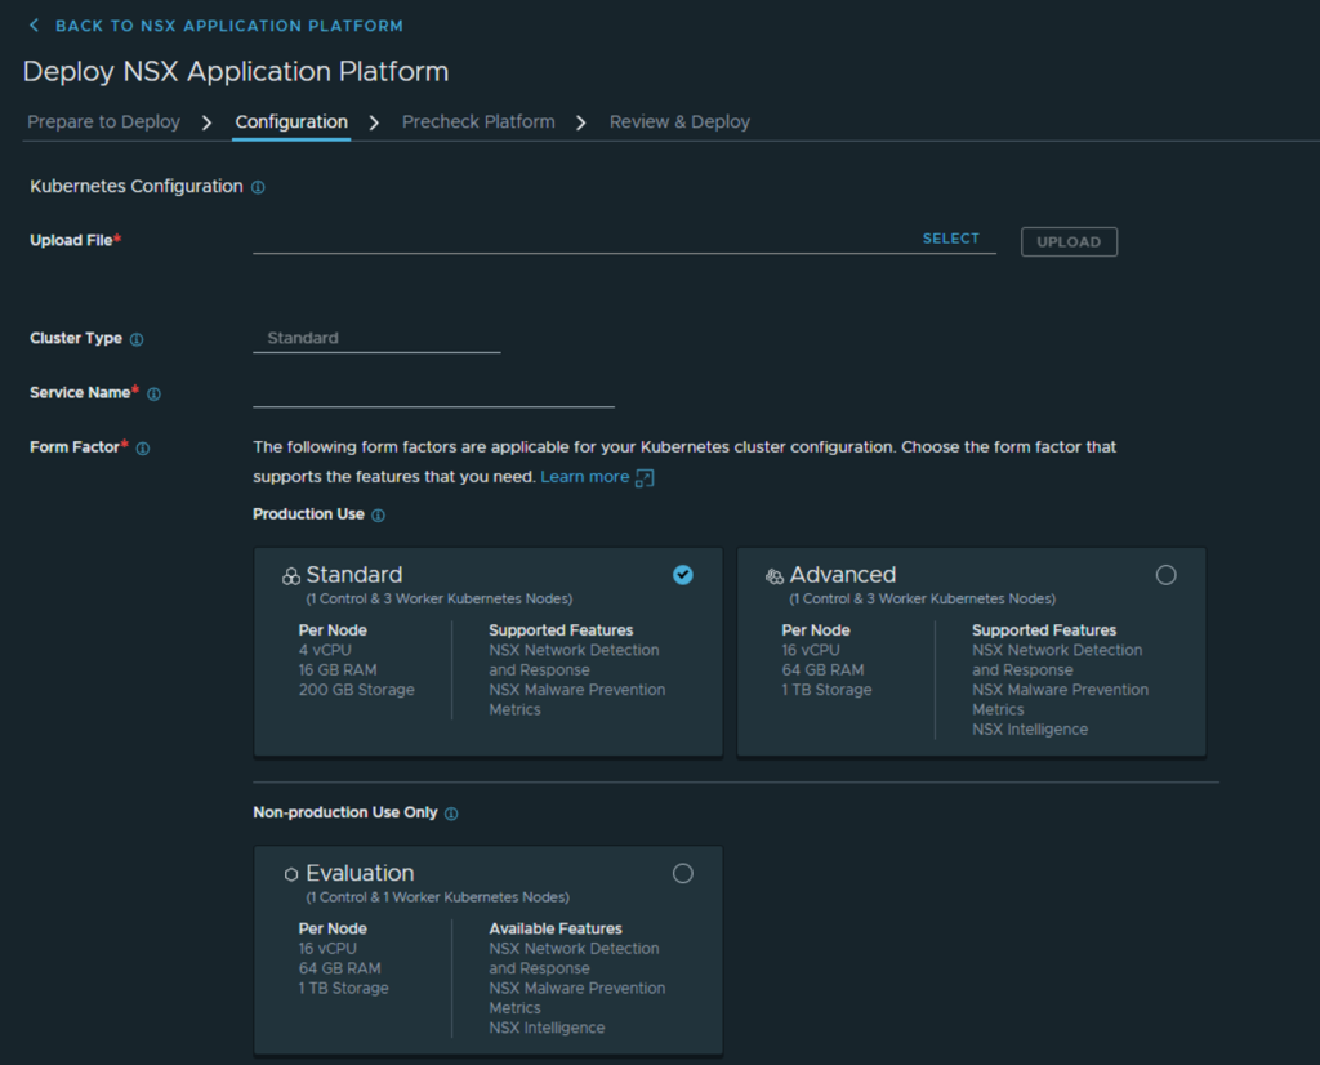 BACK TO NSX APPLICATION PLATFORM
Deploy NSX Application Platform
Prepare to Deploy > Configuration > Precheck Platform > Review & Deploy
Kubernetes Configuration
Upload File*
SELECT
UPLOAD
Cluster Type
Standard
Service Name*
Form Factor*
The following form factors are applicable for your Kubernetes cluster configuration. Choose the form factor that
supports the features that you need. Learn more
Production Use
Standard
(1 Control & 3 Worker Kubernetes Nodes)
Per Node
4 vCPU
16 GB RAM
200 GB Storage
Supported Features
NSX Network Detection
and Response
NSX Malware Prevention
Metrics
Advanced
(1 Control & 3 Worker Kubernetes Nodes)
Per Node
16 vCPU
64 GB RAM
1 TB Storage
Supported Features
NSX Network Detection
and Response
NSX Malware Prevention
Metrics
NSX Intelligence
Non-production Use Only
Evaluation
(1 Control & 1 Worker Kubernetes Nodes)
Per Node
16 vCPU
64 GB RAM
1 TB Storage
Available Features
NSX Network Detection
and Response
NSX Malware Prevention
Metrics
NSX Intelligence